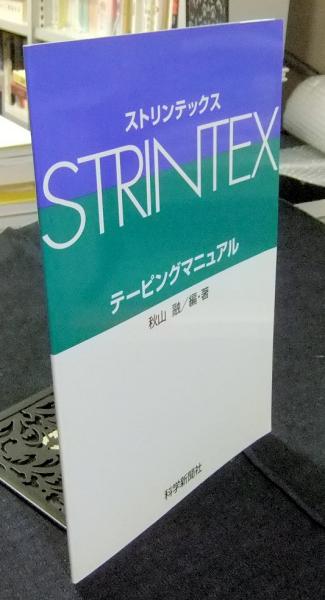 ストリンテックス
STRINTEX
テーピングマニュアル
秋山 融/編・著
科学新聞社